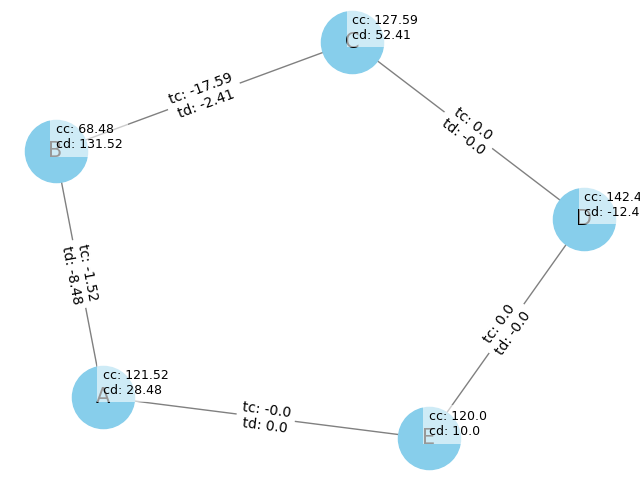 cc: 127.59
cd: 52.41
C
tc: -17.59
td: -2.41
tc: 0.0
td: -0.0
cc: 68.48
cd: 131.52
B
cc: 142.4
cd: -12.4
D
tc: -1.52
td: -8.48
tc: 0.0
td: -0.0
cc: 121.52
cd: 28.48
A
tc: -0.0
td: 0.0
cc: 120.0
cd: 10.0
E